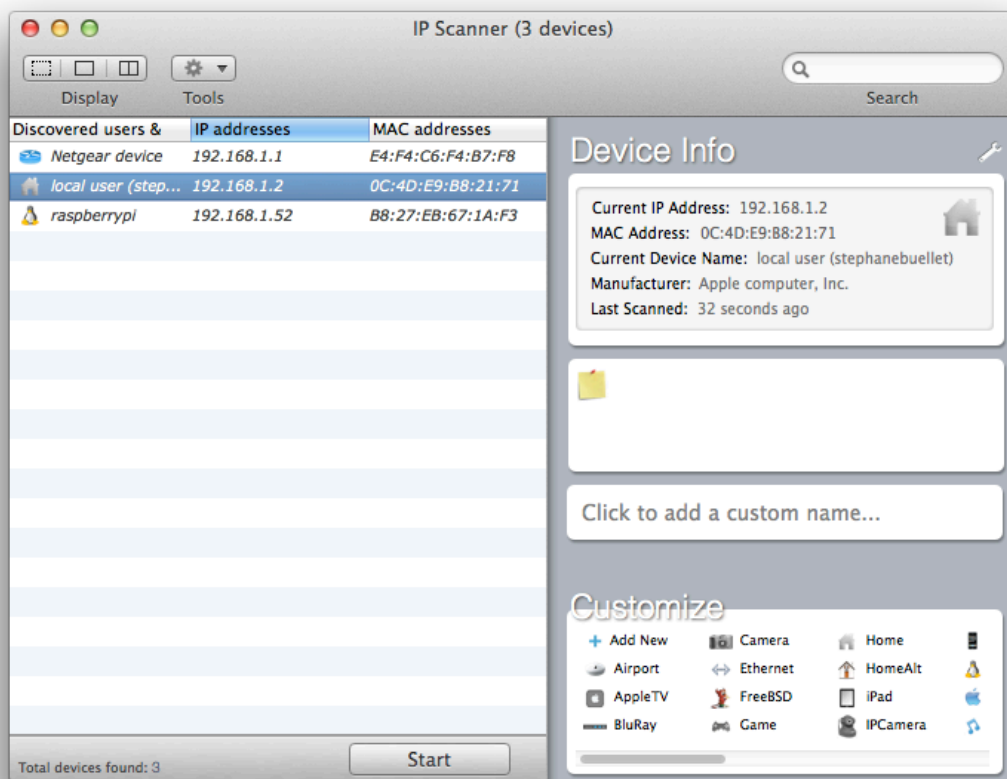 IP Scanner (3 devices)
Display Tools Search
Discovered users & IP addresses MAC addresses
Netgear device 192.168.1.1 E4:F4:C6:F4:B7:F8
local user (step... 192.168.1.2 0C:4D:E9:B8:21:71
raspberrypi 192.168.1.52 B8:27:EB:67:1A:F3
Total devices found: 3
Start
Device Info
Current IP Address: 192.168.1.2
MAC Address: 0C:4D:E9:B8:21:71
Current Device Name: local user (stephanebuellet)
Manufacturer: Apple computer, Inc.
Last Scanned: 32 seconds ago
Click to add a custom name...
Customize
+ Add New Camera Home
Airport Ethernet HomeAlt
AppleTV FreeBSD iPad
BluRay Game IPCamera